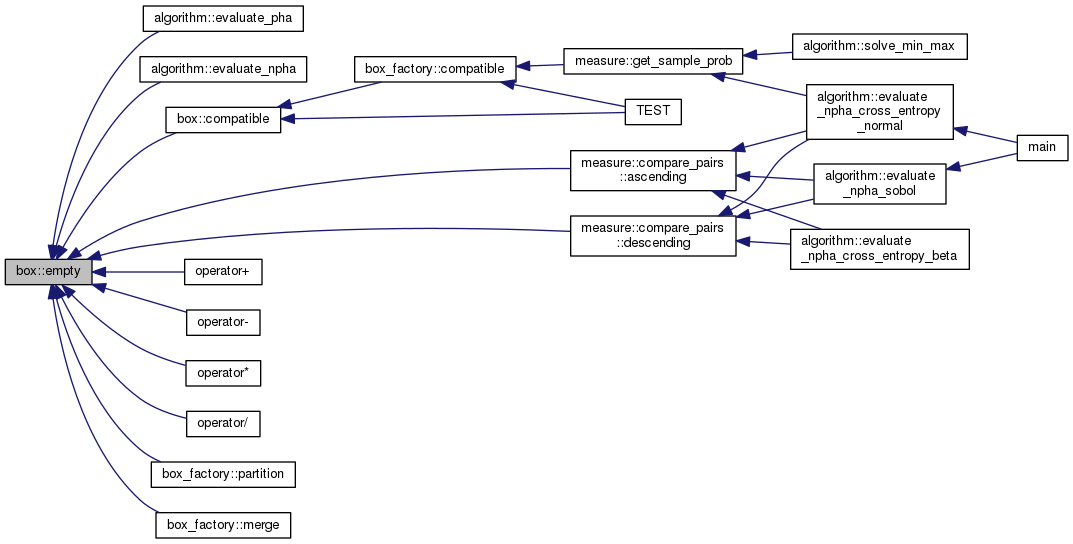 algorithm::evaluate_pha
algorithm::evaluate_npha
box::compatible
box_factory::compatible
measure::get_sample_prob
algorithm::solve_min_max
TEST
algorithm::evaluate
_npha_cross_entropy
_normal
main
measure::compare_pairs
::ascending
algorithm::evaluate
_npha_sobol
measure::compare_pairs
::descending
algorithm::evaluate
_npha_cross_entropy_beta
box::empty
operator+
operator-
operator*
operator/
box_factory::partition
box_factory::merge